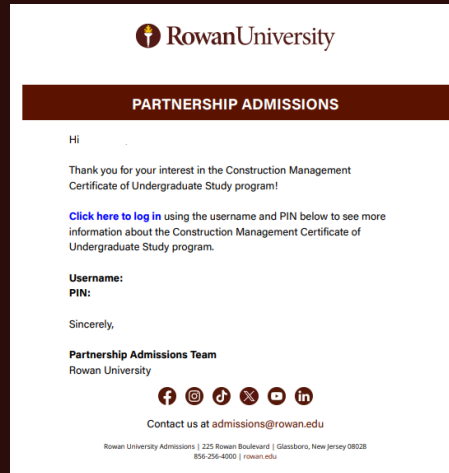 Rowan University
PARTNERSHIP ADMISSIONS
Hi
Thank you for your interest in the Construction Management
Certificate of Undergraduate Study program!
Click here to log in using the username and PIN below to see more
information about the Construction Management Certificate of
Undergraduate Study program.
Username:
PIN:
Sincerely,
Partnership Admissions Team
Rowan University
Contact us at admissions@rowan.edu
Rowan University Admissions | 225 Rowan Boulevard | Glassboro, New Jersey 08028
856-256-4000 | rowan.edu